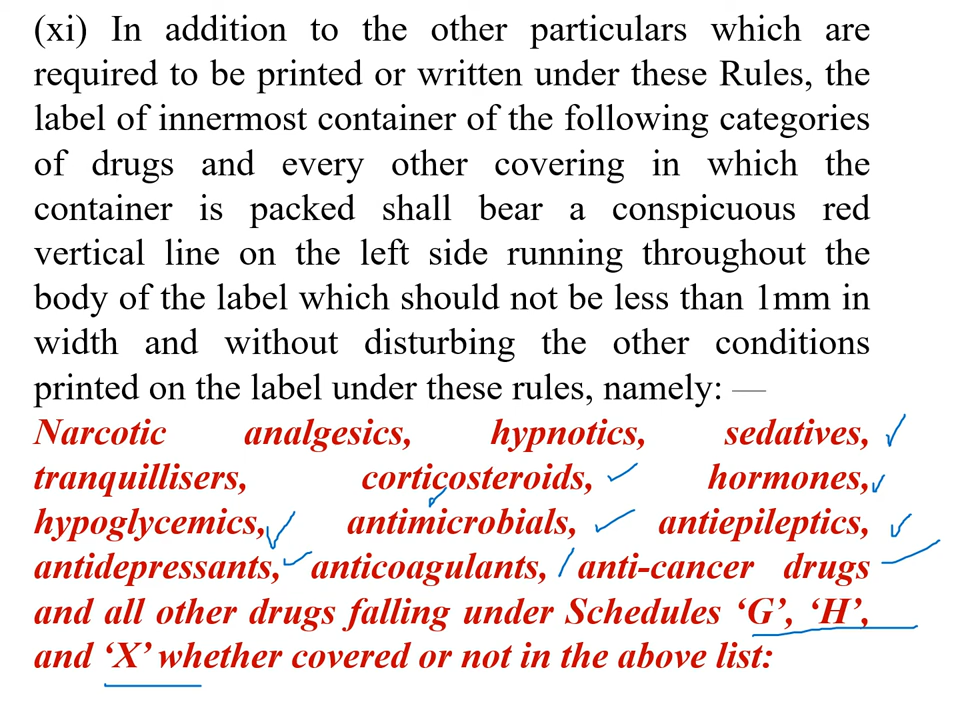 (xi) In addition to the other particulars which are
required to be printed or written under these Rules, the
label of innermost container of the following categories
of drugs and every other covering in which the
container is packed shall bear a conspicuous red
vertical line on the left side running throughout the
body of the label which should not be less than 1mm in
width and without disturbing the other conditions
printed on the label under these rules, namely: —
Narcotic analgesics, hypnotics, sedatives,
tranquillisers, corticosteroids, hormones,
hypoglycemics, antimicrobials, antiepileptics,
antidepressants, anticoagulants, anti-cancer drugs
and all other drugs falling under Schedules ‘G’, ‘H’,
and ‘X’ whether covered or not in the above list: